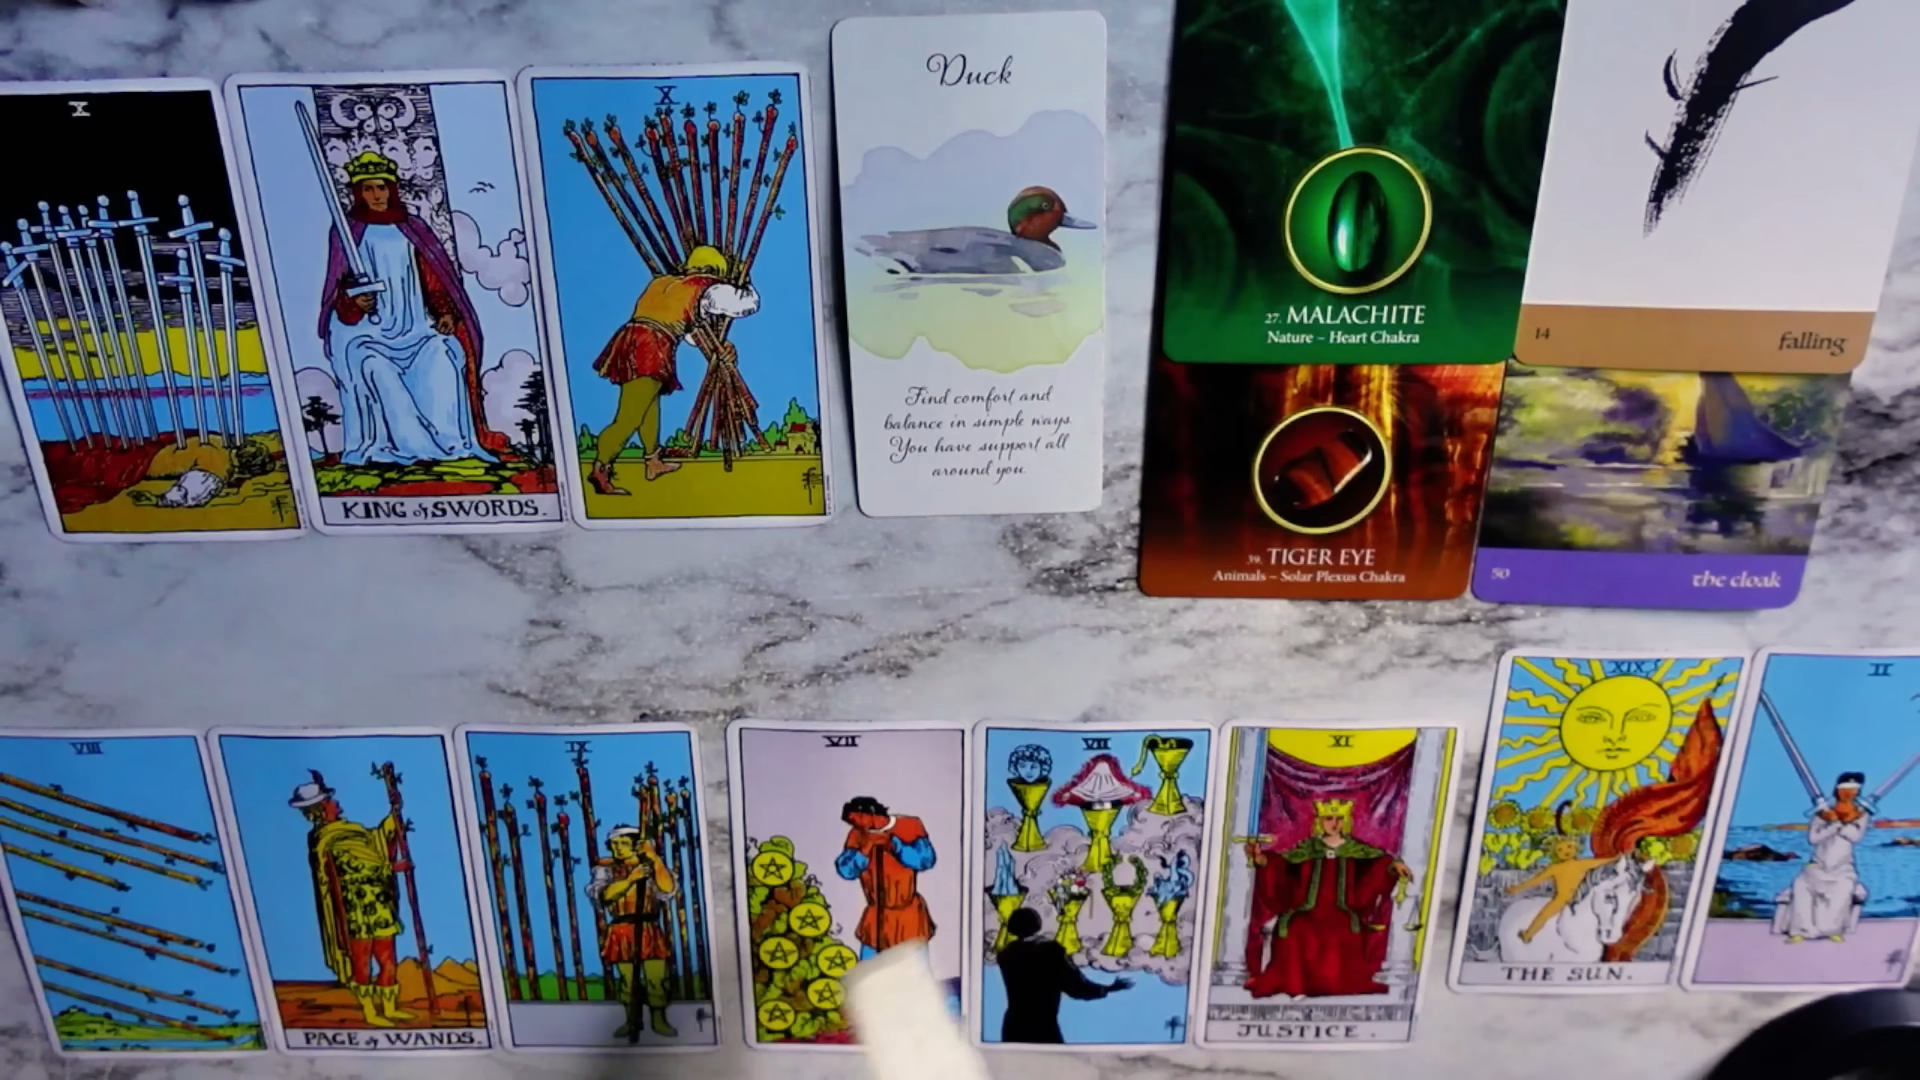 X
KING of SWORDS.
X
Duck
Find comfort and
balance in simple ways.
You have support all
around you.
27. MALACHITE
Nature – Heart Chakra
39. TIGER EYE
Animals – Solar Plexus Chakra
14 falling
50 the cloak
VIII
PAGE of WANDS.
IX
VII
VII
XI
JUSTICE.
XIX
THE SUN.
II